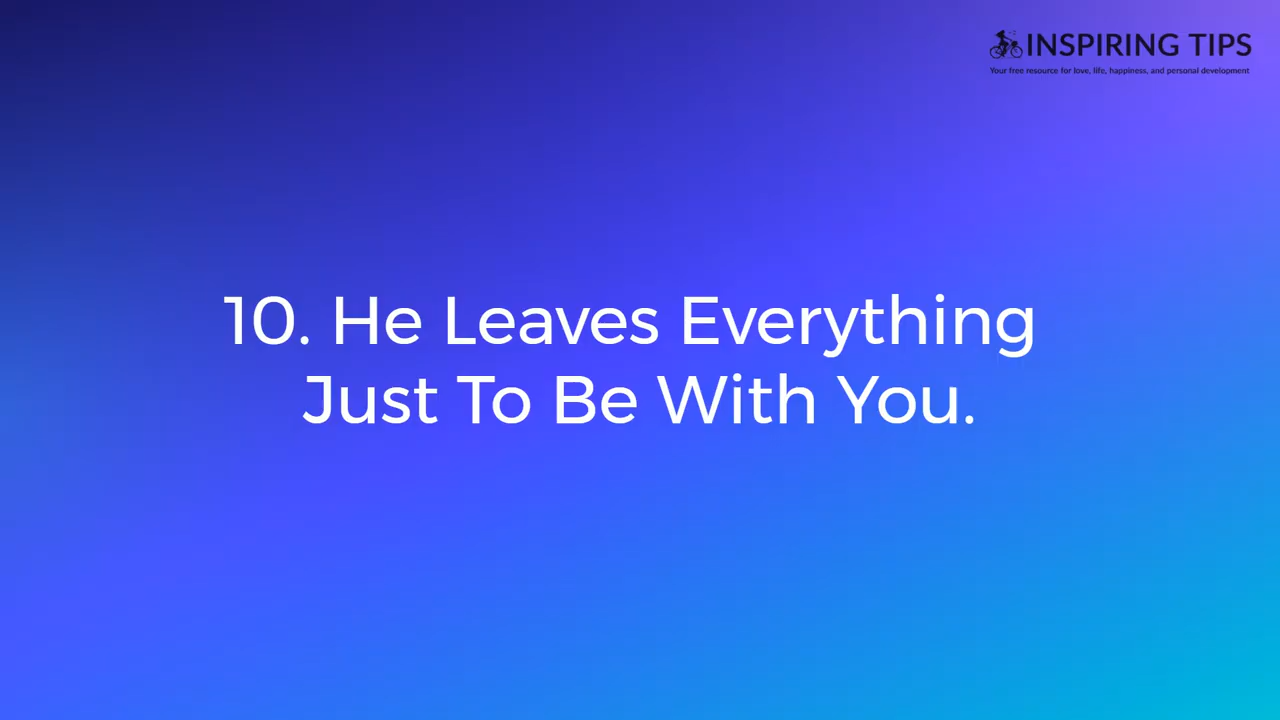 INSPIRING TIPS
Your free resource for love, life, happiness, and personal development
10. He Leaves Everything
Just To Be With You.